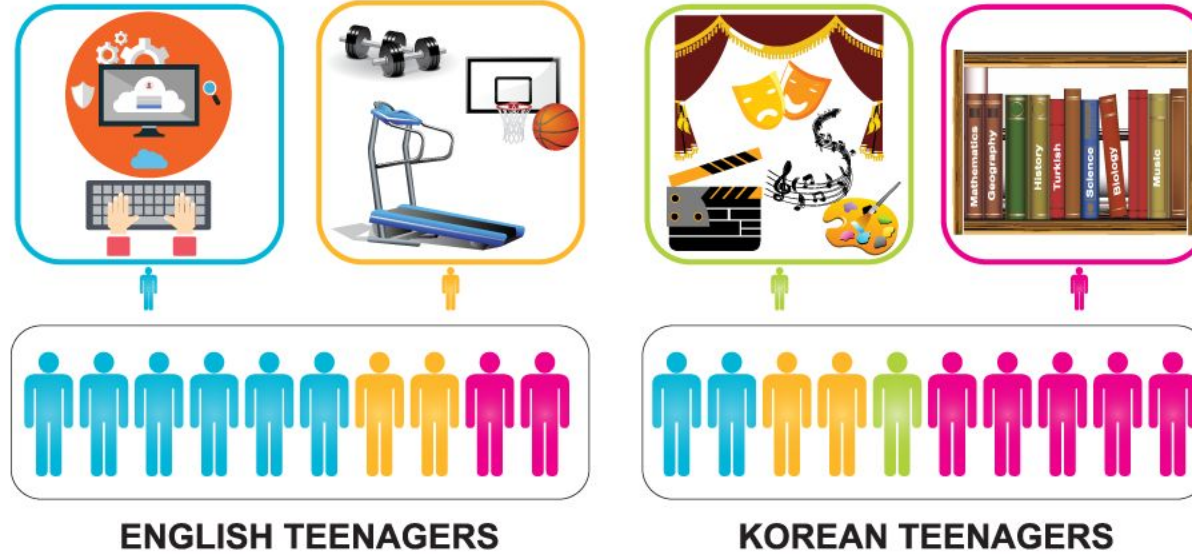 Mathematics
Geography
History
Turkish
Science
Biology
Music
ENGLISH TEENAGERS
KOREAN TEENAGERS